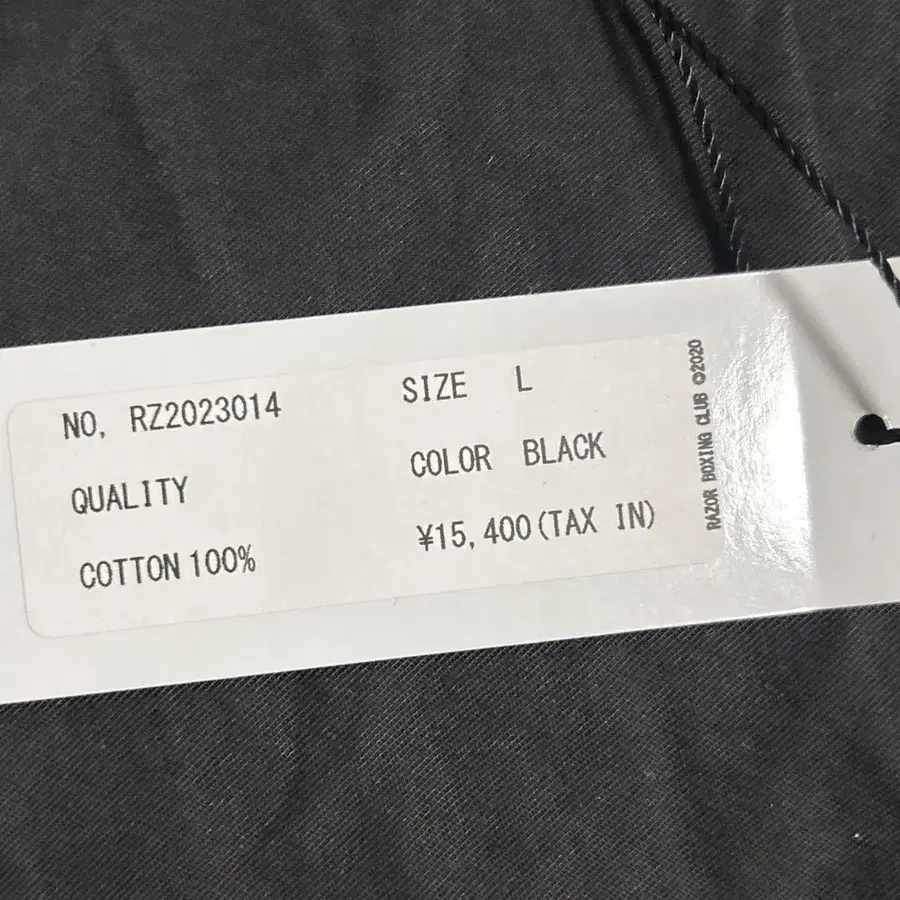 NO, RZ2023014
SIZE L
QUALITY
COLOR BLACK
COTTON 100%
¥15,400(TAX IN)
RAZOR BOXING CLUB ©2020